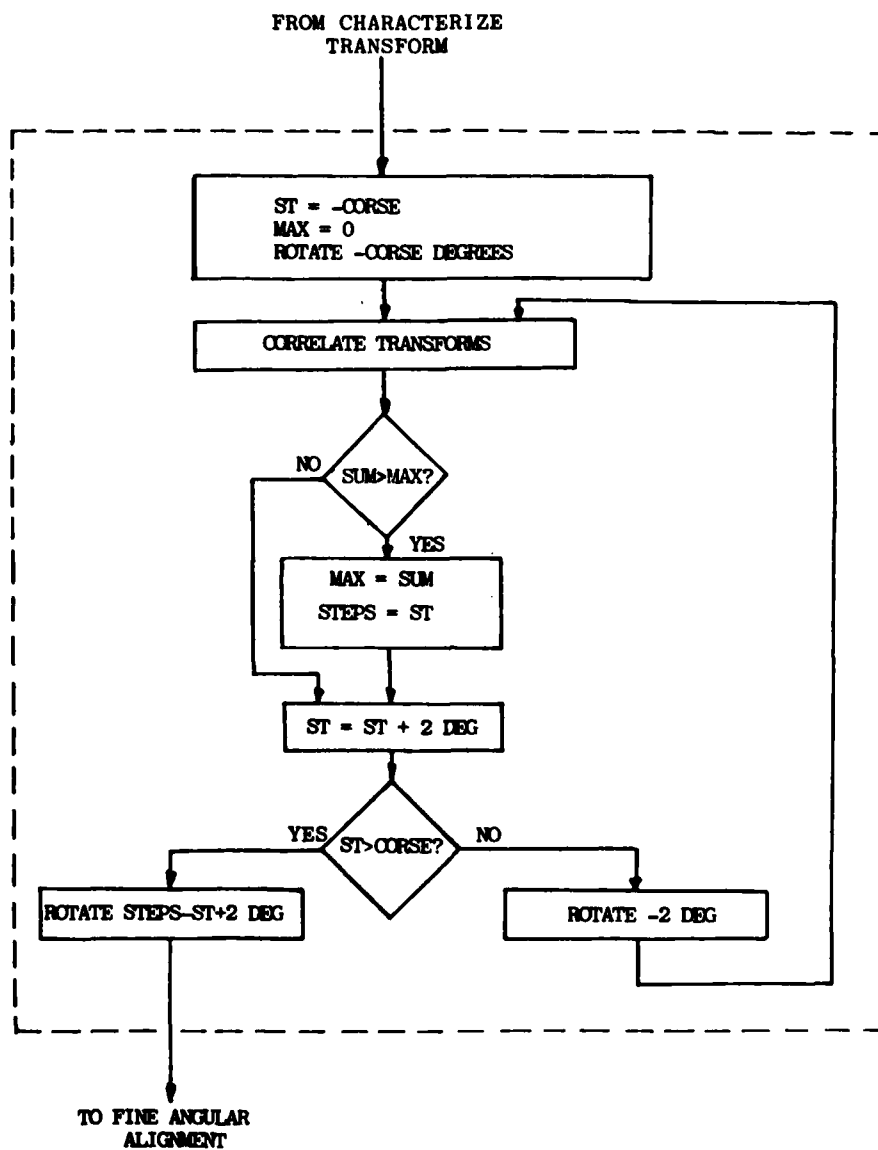 FROM CHARACTERIZE
TRANSFORM
ST = -CORSE
MAX = 0
ROTATE -CORSE DEGREES
CORRELATE TRANSFORMS
NO
SUM>MAX?
YES
MAX = SUM
STEPS = ST
ST = ST + 2 DEG
YES
ST>CORSE?
NO
ROTATE STEPS-ST+2 DEG
ROTATE -2 DEG
TO FINE ANGULAR
ALIGNMENT